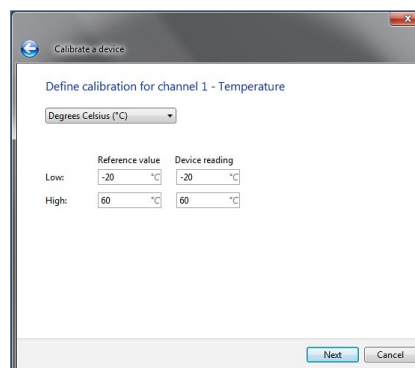 Calibrate a device
Define calibration for channel 1 - Temperature
Degrees Celsius (°C)
Reference value Device reading
Low: -20 °C -20 °C
High: 60 °C 60 °C
Next Cancel